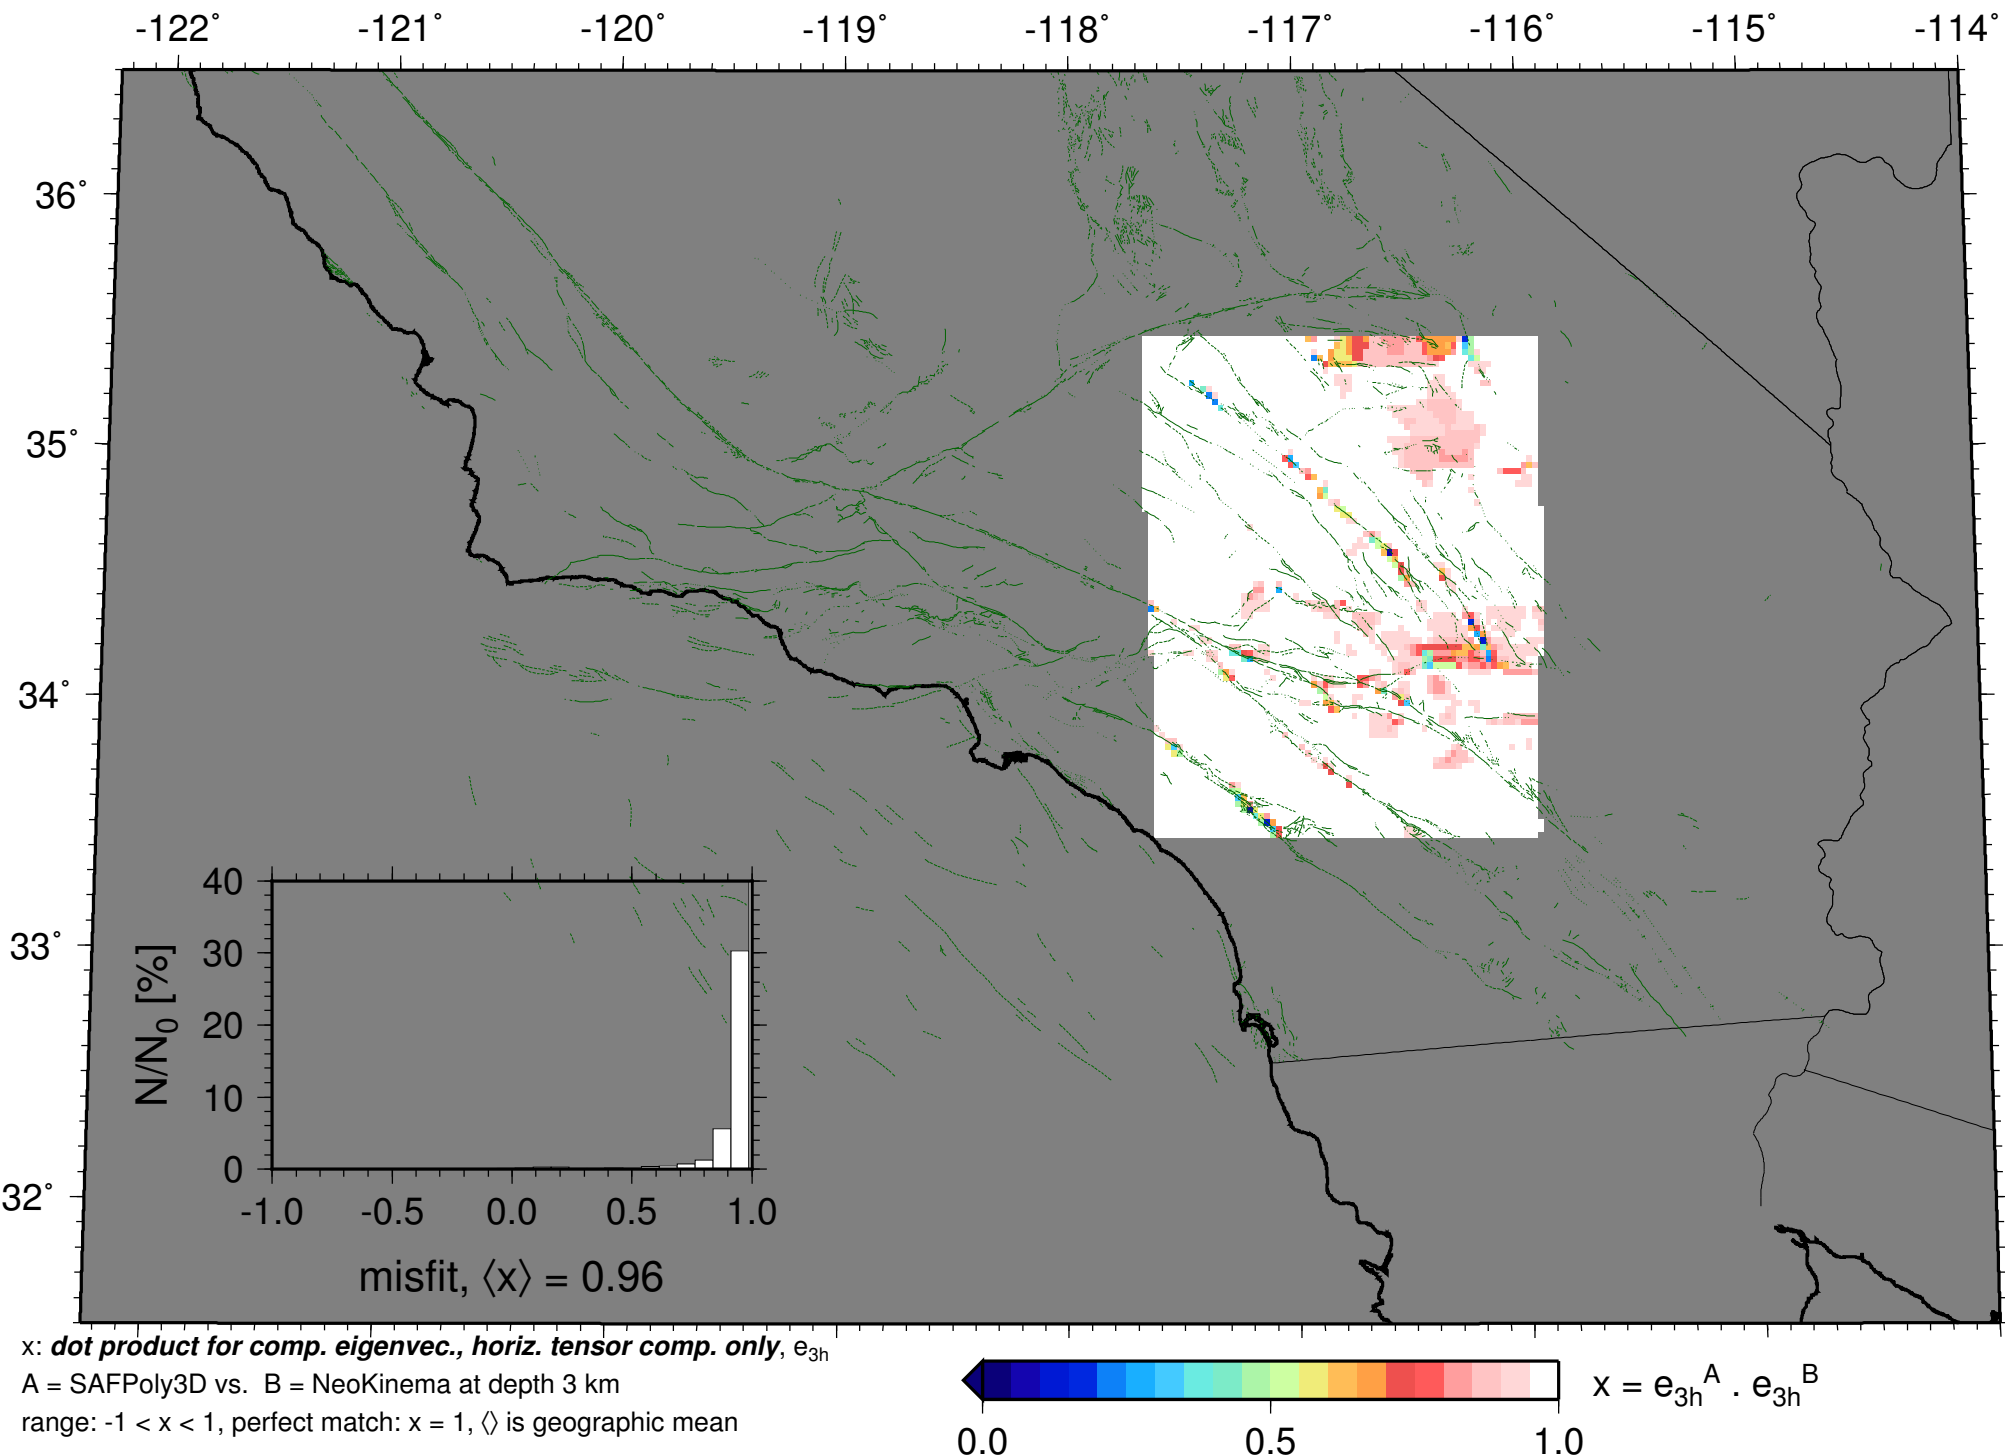 -122° -121° -120° -119° -118° -117° -116° -115° -114°
36°
35°
34°
33°
32°
40
30
20
10
0
N/N0 [%]
-1.0 -0.5 0.0 0.5 1.0
misfit, ⟨x⟩ = 0.96
x: dot product for comp. eigenvec., horiz. tensor comp. only, e3h
A = SAFPoly3D vs. B = NeoKinema at depth 3 km
range: -1 < x < 1, perfect match: x = 1, ⟨⟩ is geographic mean
x = e3hA . e3hB
0.0 0.5 1.0